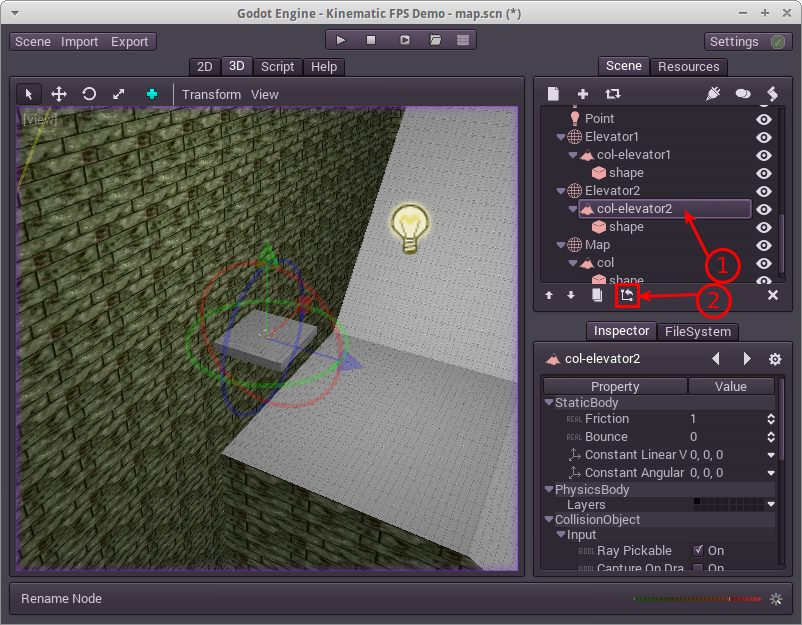 Godot Engine - Kinematic FPS Demo - map.scn (*)
Scene Import Export
Settings
2D 3D Script Help
Scene Resources
Transform View
[view]
Point
Elevator1
col-elevator1
shape
Elevator2
col-elevator2
shape
Map
col
shape
1
2
Inspector FileSystem
col-elevator2
Property Value
StaticBody
REAL Friction 1
REAL Bounce 0
Constant Linear V 0, 0, 0
Constant Angular 0, 0, 0
PhysicsBody
Layers
CollisionObject
Input
BOOL Ray Pickable On
BOOL Capture On Dra On
Rename Node